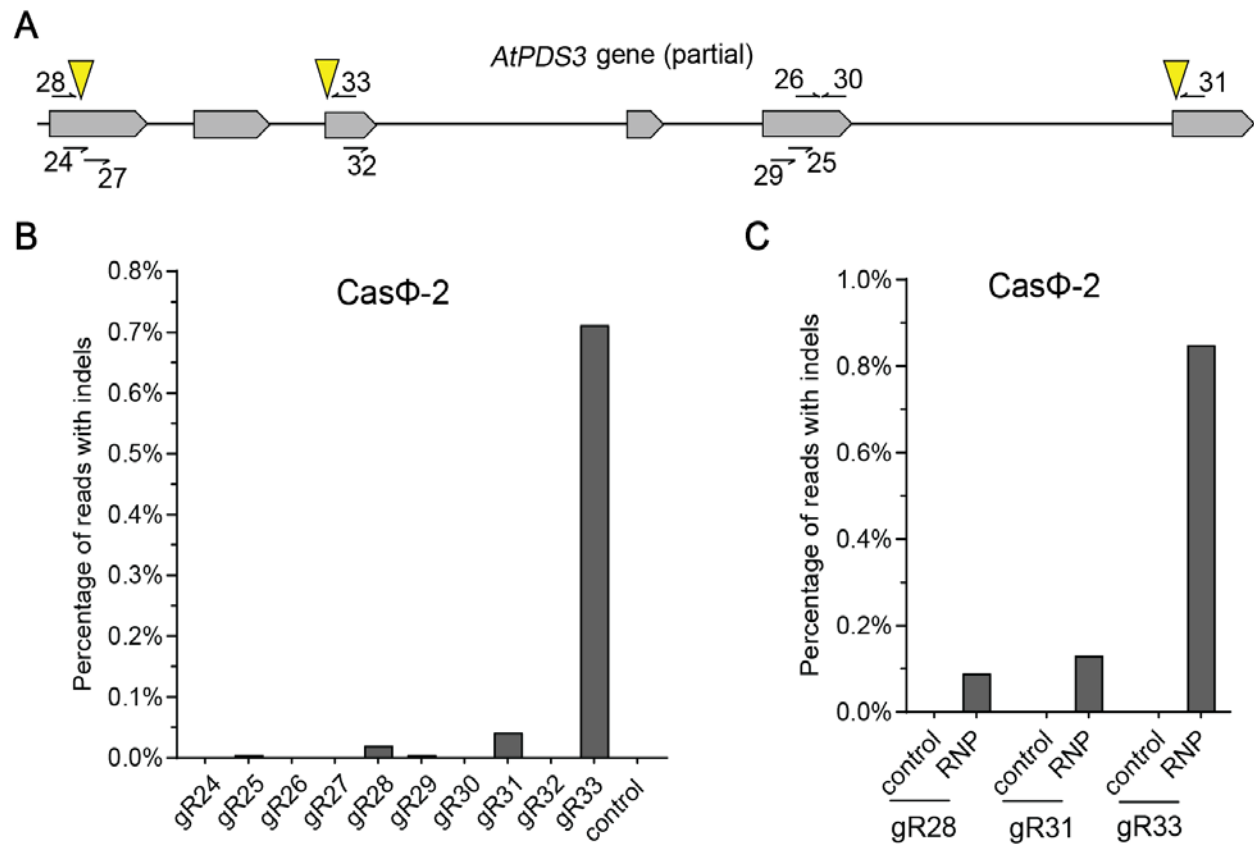 A
AtPDS3 gene (partial)
28
33
26
30
31
24
27
32
29
25
B
CasΦ-2
Percentage of reads with indels
0.8%
0.7%
0.6%
0.5%
0.4%
0.3%
0.2%
0.1%
0.0%
gR24
gR25
gR26
gR27
gR28
gR29
gR30
gR31
gR32
gR33
control
C
CasΦ-2
Percentage of reads with indels
1.0%
0.8%
0.6%
0.4%
0.2%
0.0%
control
RNP
control
RNP
control
RNP
gR28
gR31
gR33